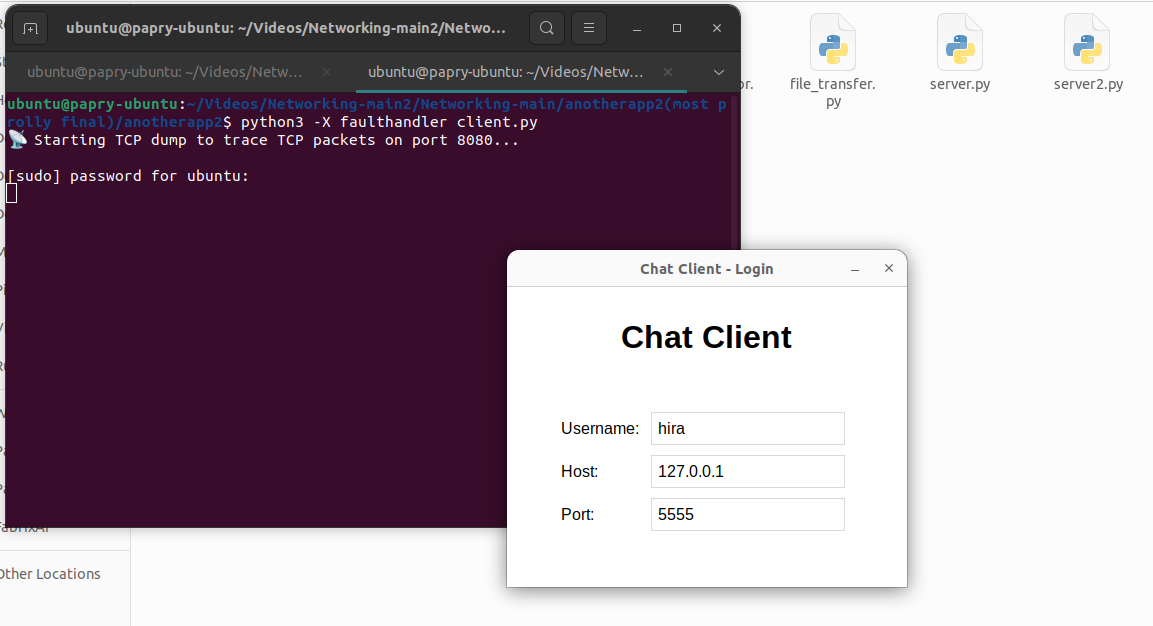 ubuntu@papry-ubuntu: ~/Videos/Networking-main2/Netwo...
ubuntu@papry-ubuntu: ~/Videos/Netw...
ubuntu@papry-ubuntu: ~/Videos/Netw...
ubuntu@papry-ubuntu:~/Videos/Networking-main2/Networking-main/anotherapp2(most p
rolly final)/anotherapp2$ python3 -X faulthandler client.py
📡 Starting TCP dump to trace TCP packets on port 8080...
[sudo] password for ubuntu:
or.
file_transfer.
py
server.py
server2.py
Chat Client - Login
Chat Client
Username: hira
Host: 127.0.0.1
Port: 5555
Other Locations